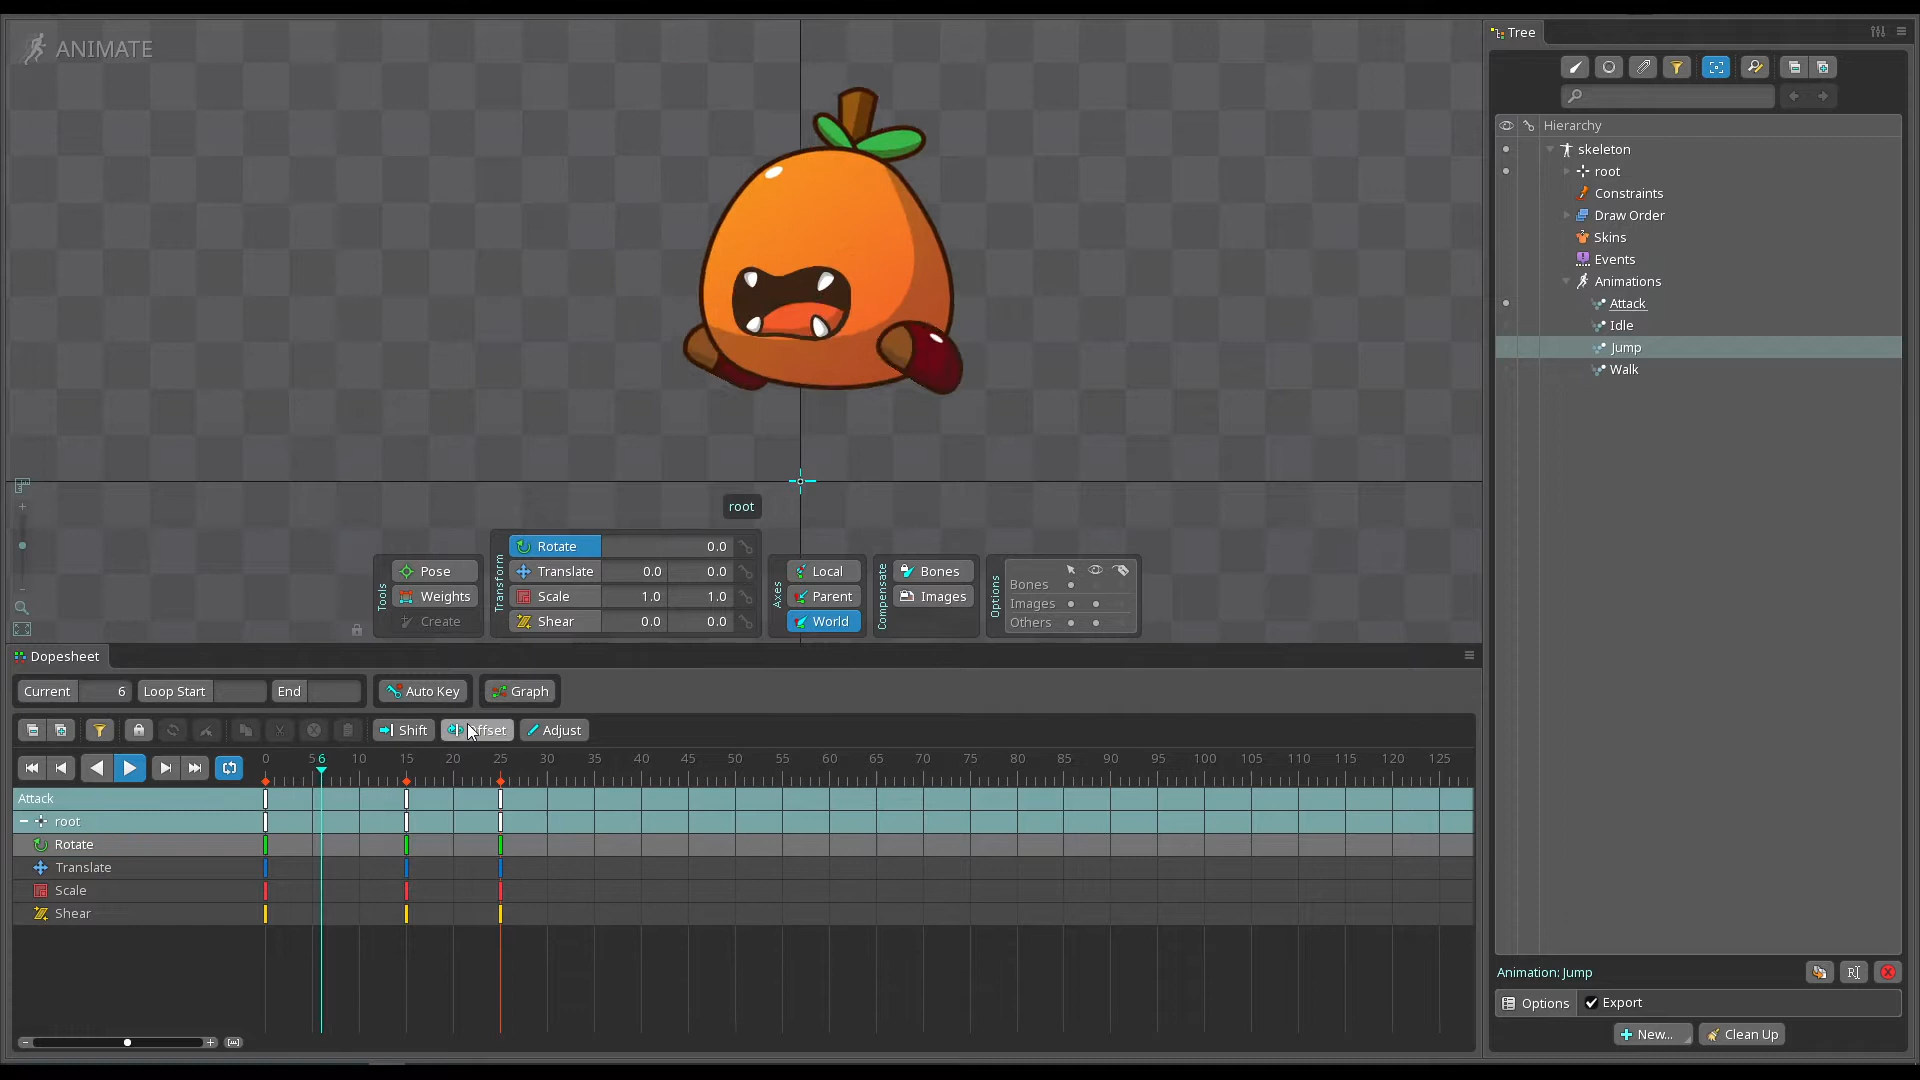 ANIMATE
root
Tools
Pose
Weights
Create
Transform
Rotate 0.0
Translate 0.0 0.0
Scale 1.0 1.0
Shear 0.0 0.0
Axes
Local
Parent
World
Compensate
Bones
Images
Options
Bones
Images
Others
Dopesheet
Current 6 Loop Start End Auto Key Graph
Shift Offset Adjust
0 5 6 10 15 20 25 30 35 40 45 50 55 60 65 70 75 80 85 90 95 100 105 110 115 120 125
Attack
root
Rotate
Translate
Scale
Shear
Tree
Hierarchy
skeleton
root
Constraints
Draw Order
Skins
Events
Animations
Attack
Idle
Jump
Walk
Animation: Jump
Options Export
New... Clean Up